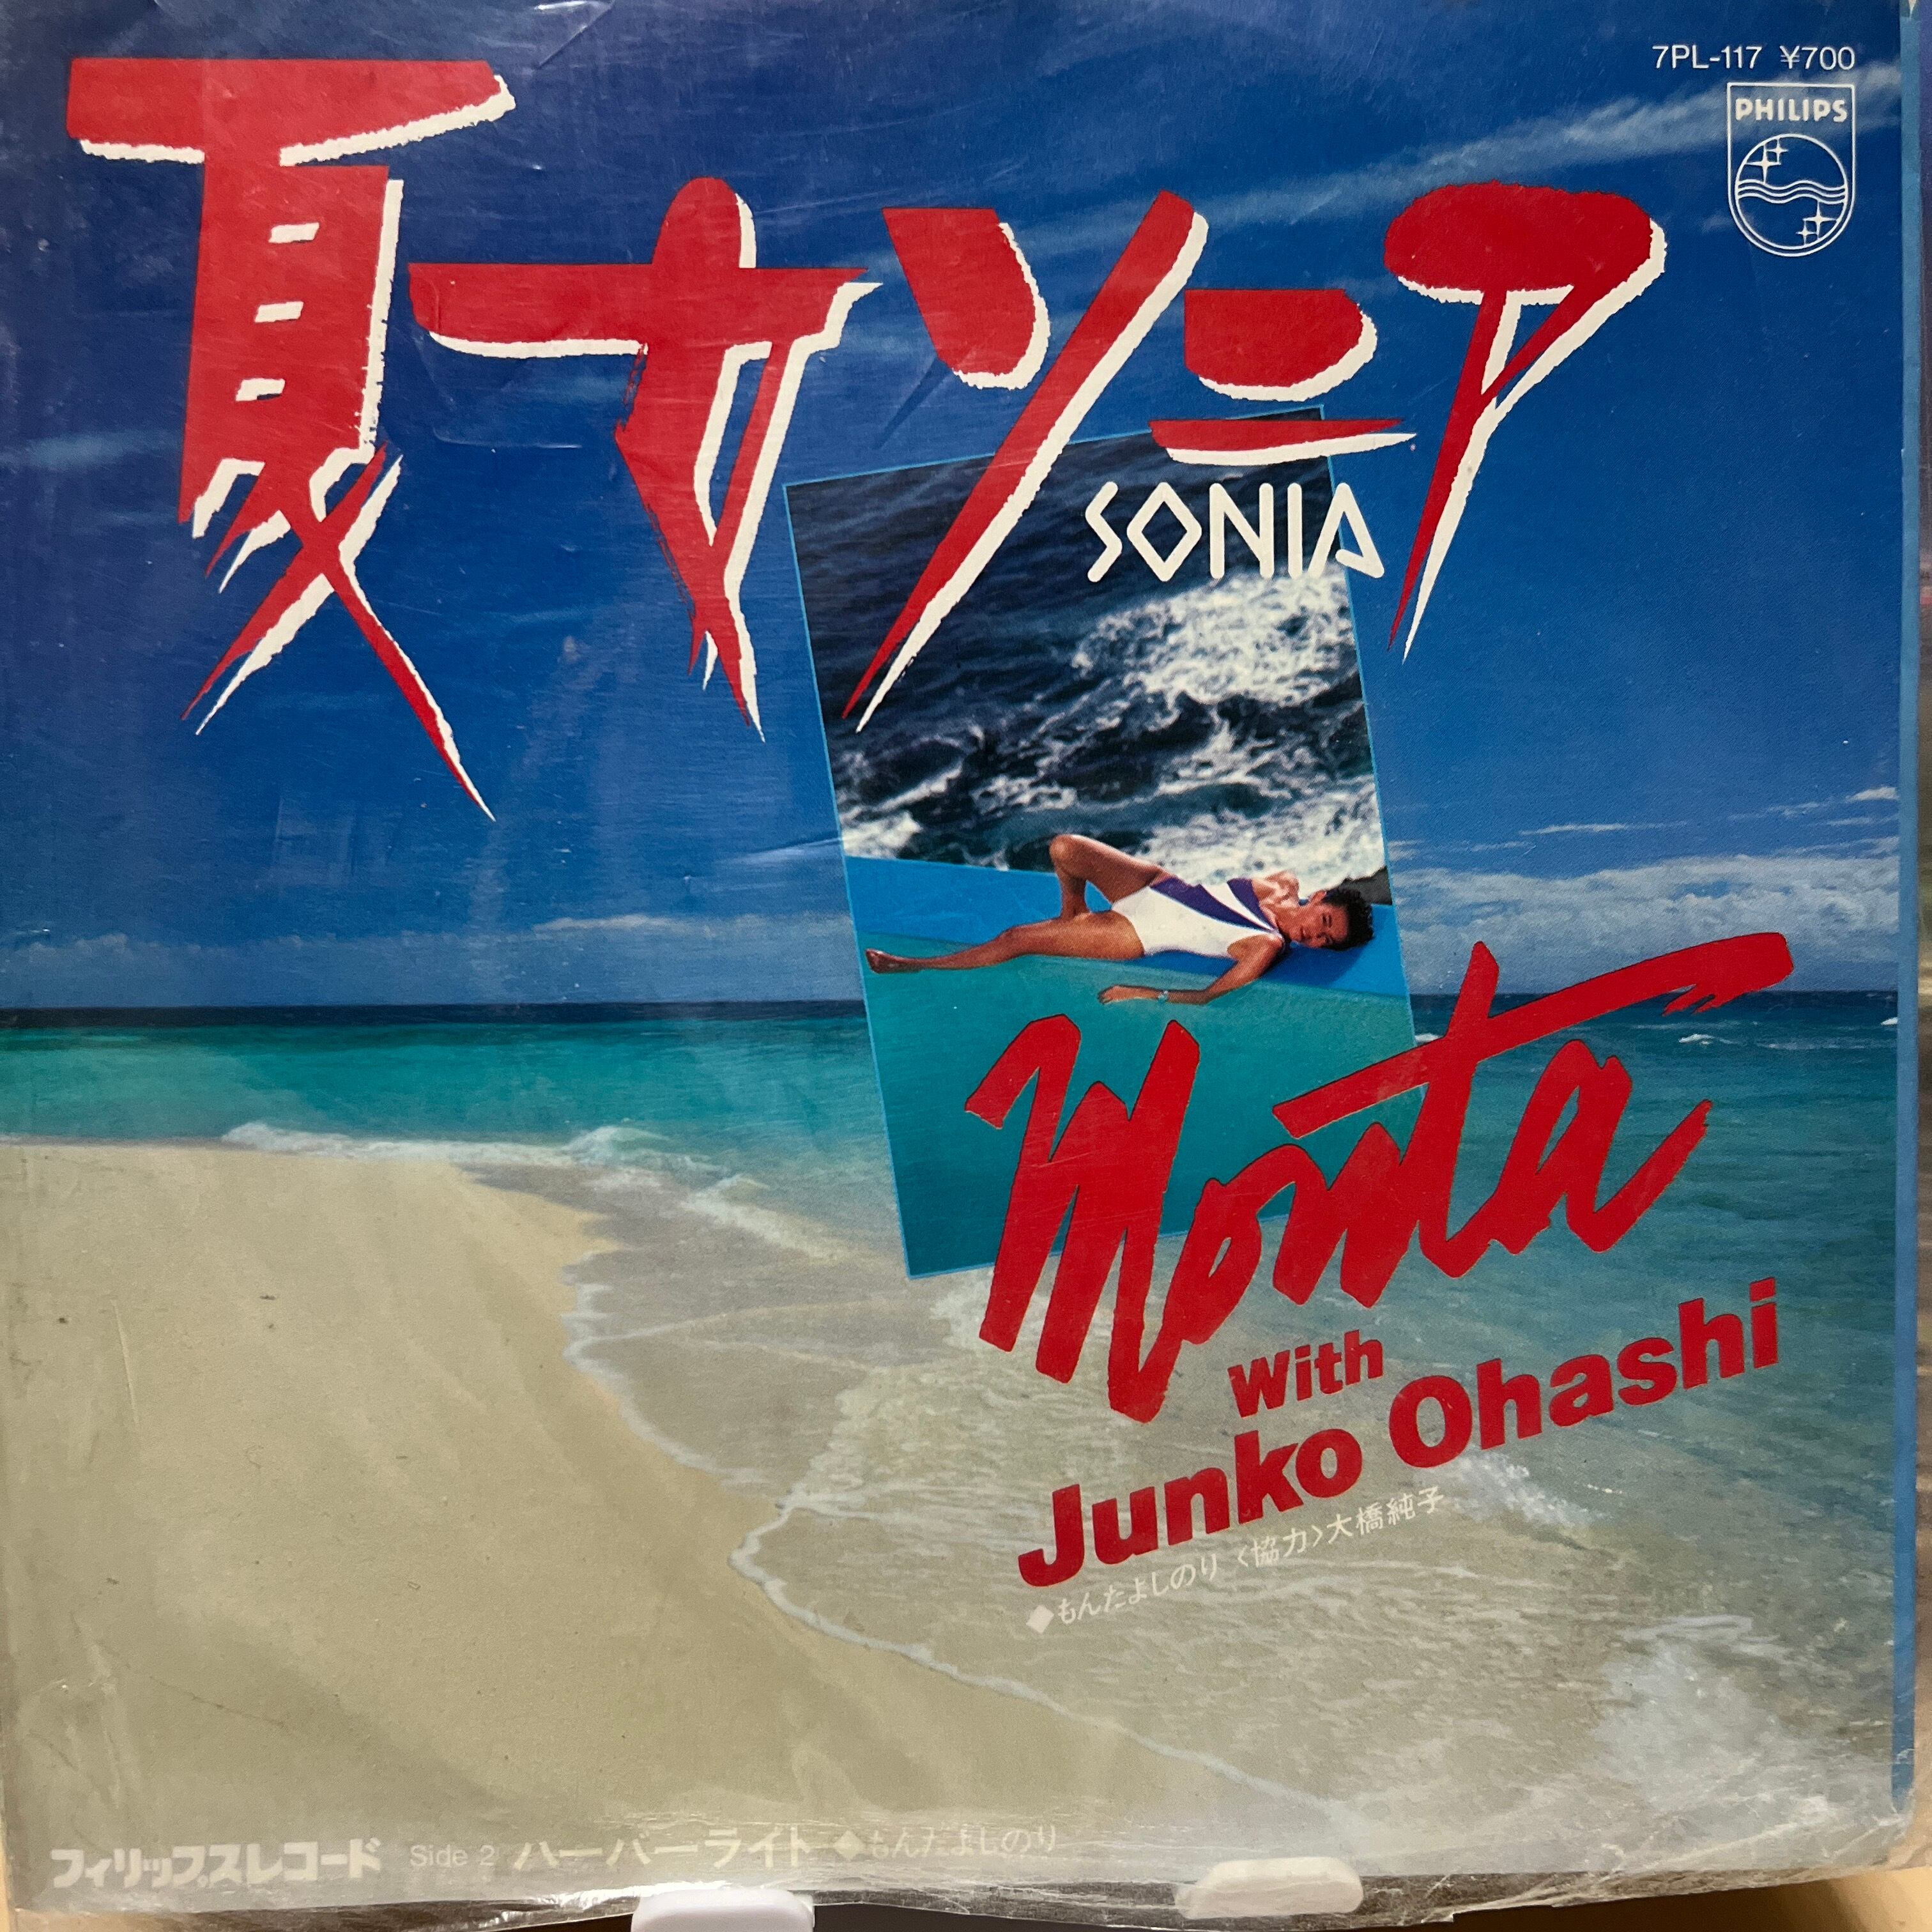 7PL-117 ¥700
PHILIPS
夏女ソニア
SONIA
Monta
With
Junko Ohashi
◆もんたよしのり〈協力〉大橋純子
フィリップスレコード Side 2 ハーバーライト ◆もんたよしのり